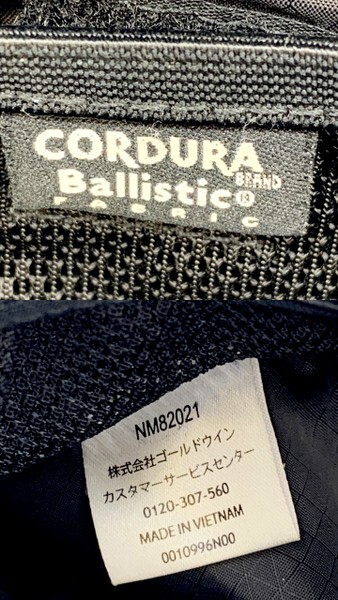 CORDURA
BRAND
Ballistic®
FABRIC
NM82021
株式会社ゴールドウイン
カスタマーサービスセンター
0120-307-560
MADE IN VIETNAM
0010996N00